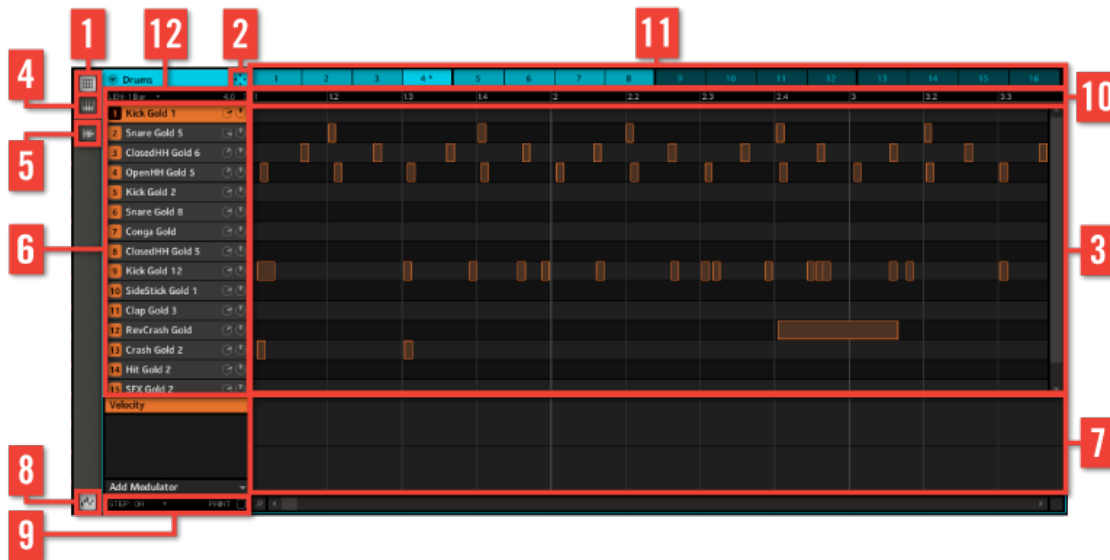 1 12 2 11
4
Drums 1 2 3 4* 5 6 7 8 9 10 11 12 13 14 15 16
1 1.2 1.3 1.4 2 2.2 2.3 2.4 3 3.2 3.3
10
1 Kick Gold 1
2 Snare Gold 5
5
3 ClosedHH Gold 6
4 OpenHH Gold 5
5 Kick Gold 2
6 Snare Gold 8
7 Conga Gold
6
8 ClosedHH Gold 5
3
9 Kick Gold 12
10 SideStick Gold 1
11 Clap Gold 3
12 RevCrash Gold
13 Crash Gold 2
14 Hit Gold 2
15 SFX Gold 2
Velocity
7
8
Add Modulator
STEP: Off PRINT
9